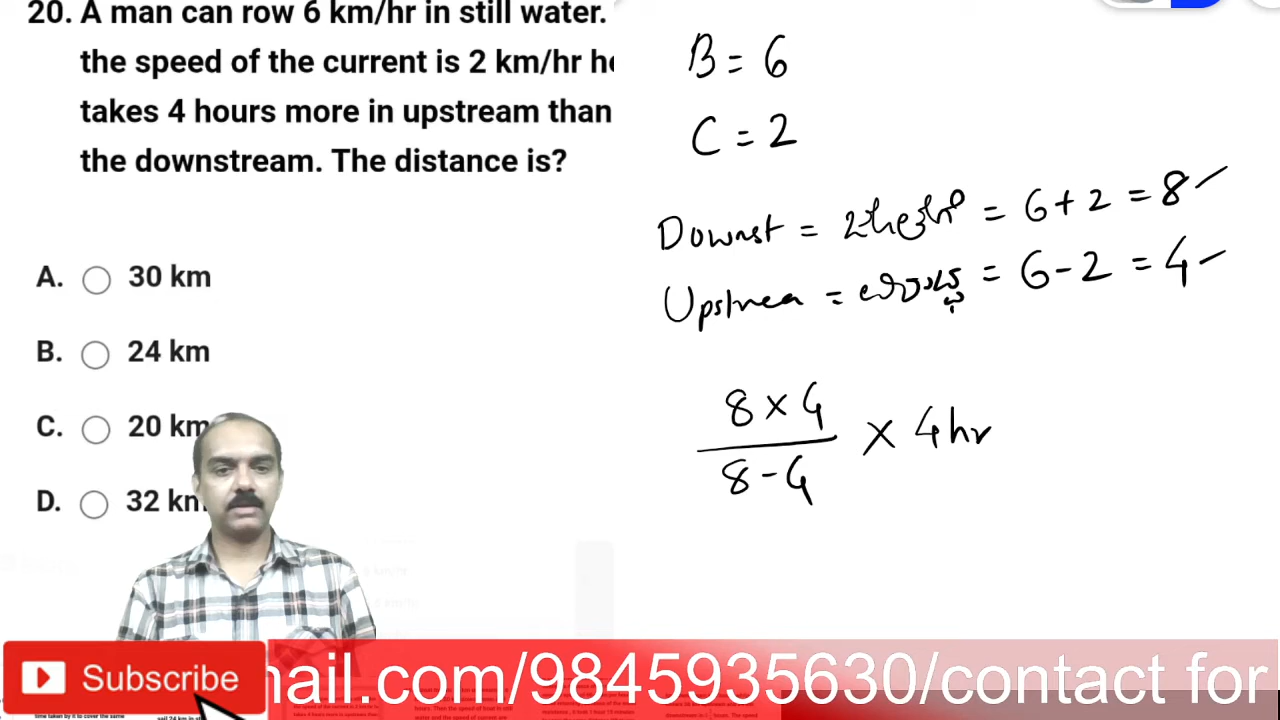 20. A man can row 6 km/hr in still water.
the speed of the current is 2 km/hr he
takes 4 hours more in upstream than
the downstream. The distance is?
A. 30 km
B. 24 km
C. 20 km
D. 32 km
B = 6
C = 2
Downst = = 6+2 = 8
Upstrea = = 6-2 = 4
8×4
8-4
× 4hr
Subscribe
mail.com/9845935630/contact for